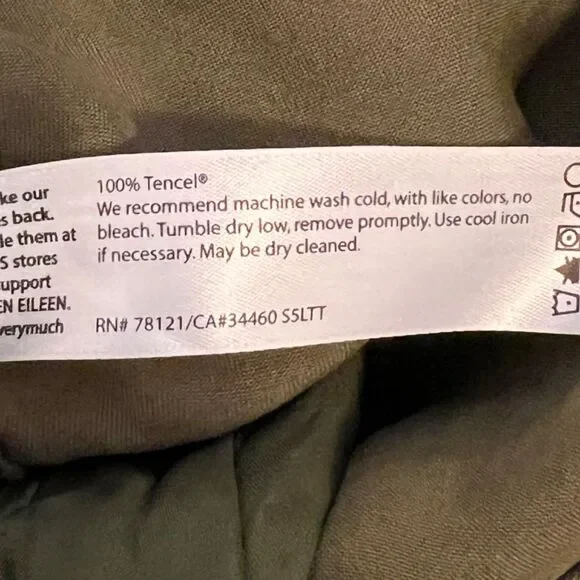 ke our
s back.
le them at
S stores
upport
EN EILEEN.
verymuch
100% Tencel®
We recommend machine wash cold, with like colors, no
bleach. Tumble dry low, remove promptly. Use cool iron
if necessary. May be dry cleaned.
RN# 78121/CA#34460 S5LTT